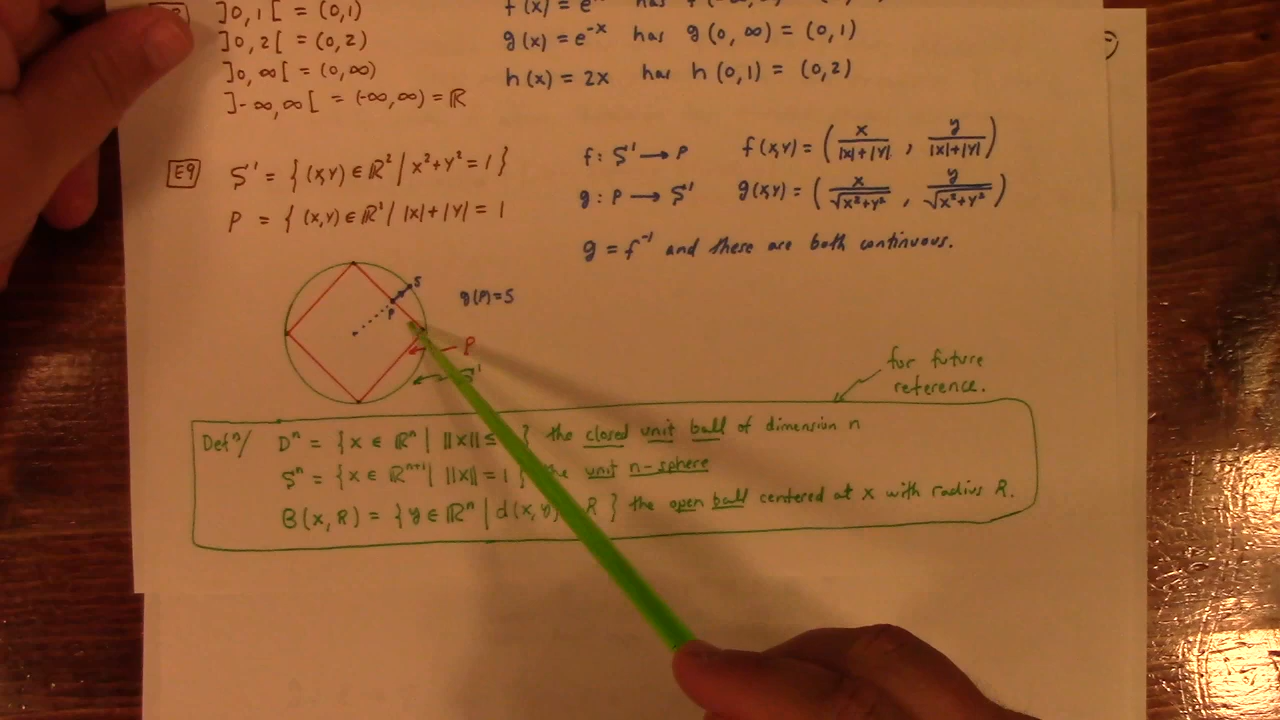 ]0,1[ = (0,1)
]0,2[ = (0,2)
]0,∞[ = (0,∞)
]-∞,∞[ = (-∞,∞) = ℝ
g(x) = e^{-x} has g(0,∞) = (0,1)
h(x) = 2x has h(0,1) = (0,2)
E9
S¹ = {(x,y) ∈ ℝ² | x²+y² = 1}
P = {(x,y) ∈ ℝ² | |x|+|y| = 1
f: S¹ → P f(x,y) = (x/(|x|+|y|), y/(|x|+|y|))
g: P → S¹ g(x,y) = (x/√(x²+y²), y/√(x²+y²))
g = f⁻¹ and these are both continuous.
S
P
g(P)=S
P
S¹
for future
reference.
Defⁿ/ Dⁿ = {x ∈ ℝⁿ | ||x|| ≤ } the closed unit ball of dimension n
Sⁿ = {x ∈ ℝⁿ⁺¹ | ||x|| = 1} the unit n-sphere
B(x,R) = {y ∈ ℝⁿ | d(x,y) R} the open ball centered at x with radius R.